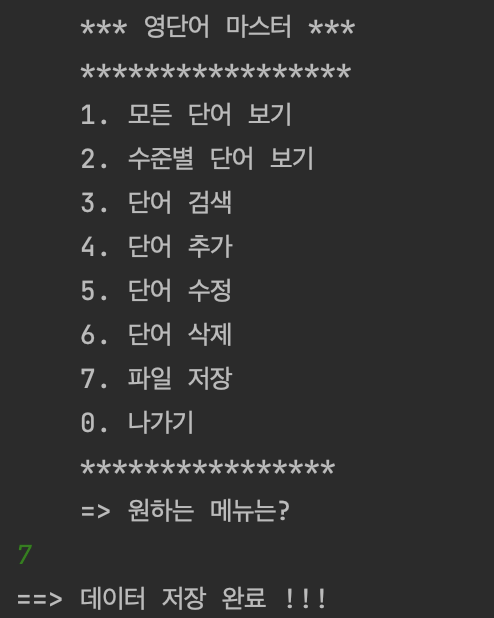 *** 영단어 마스터 ***
*****************
1. 모든 단어 보기
2. 수준별 단어 보기
3. 단어 검색
4. 단어 추가
5. 단어 수정
6. 단어 삭제
7. 파일 저장
0. 나가기
****************
=> 원하는 메뉴는?
7
==> 데이터 저장 완료 !!!